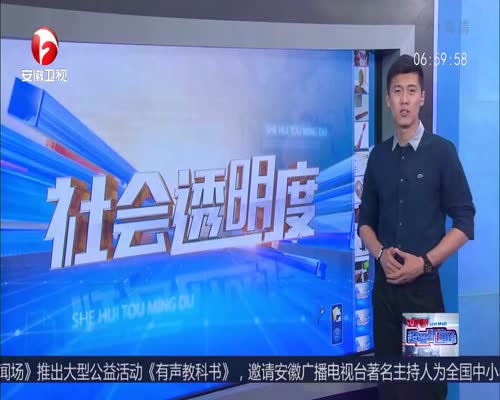 安徽卫视
高清
06:59:58
SHE HUI TOU MING DU
社会透明度
SHE HUI TOU MING DU
闻场》推出大型公益活动《有声教科书》，邀请安徽广播电视台著名主持人为全国中小